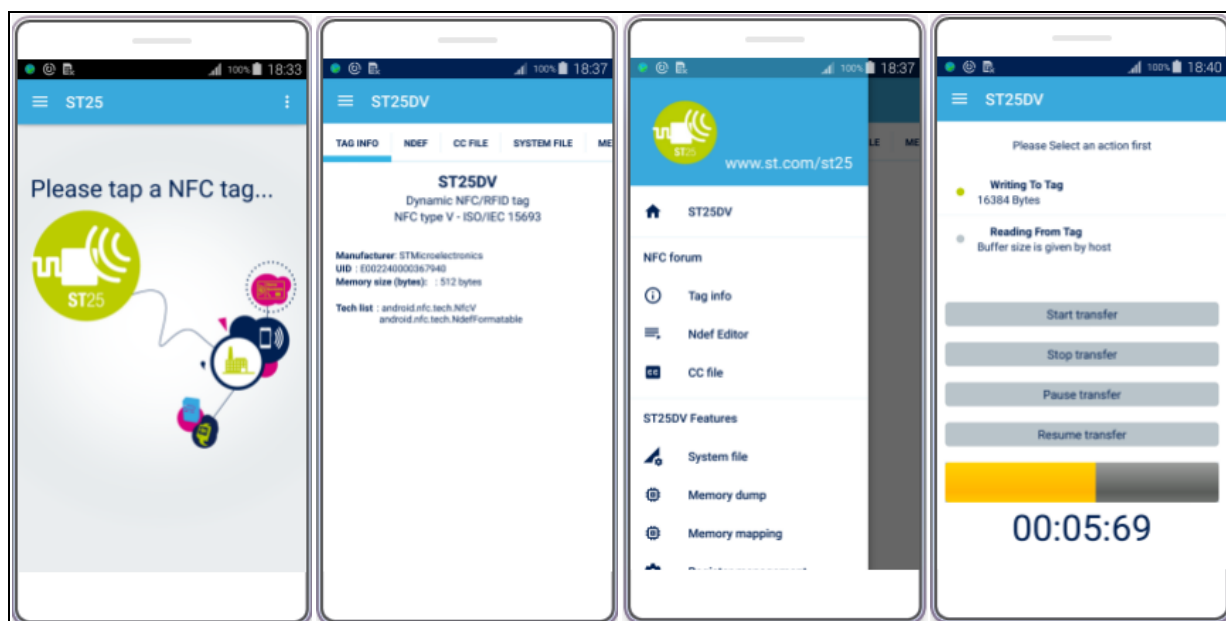 100% 18:33
ST25
Please tap a NFC tag...
ST25
100% 18:37
ST25DV
TAG INFO NDEF CC FILE SYSTEM FILE ME
ST25DV
Dynamic NFC/RFID tag
NFC type V - ISO/IEC 15693
Manufacturer: STMicroelectronics
UID : E002240000367940
Memory size (bytes): : 512 bytes
Tech list : android.nfc.tech.NfcV
android.nfc.tech.NdefFormatable
100% 18:37
ST25
www.st.com/st25
LE ME
ST25DV
NFC forum
Tag info
Ndef Editor
CC file
ST25DV Features
System file
Memory dump
Memory mapping
Register management
100% 18:40
ST25DV
Please Select an action first
Writing To Tag
16384 Bytes
Reading From Tag
Buffer size is given by host
Start transfer
Stop transfer
Pause transfer
Resume transfer
00:05:69